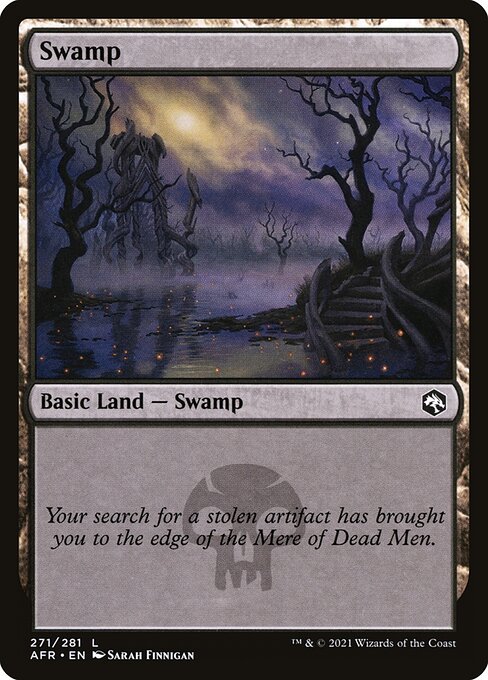 Swamp
Basic Land — Swamp
Your search for a stolen artifact has brought
you to the edge of the Mere of Dead Men.
271/281 L
AFR • EN Sarah Finnigan
™ & © 2021 Wizards of the Coast